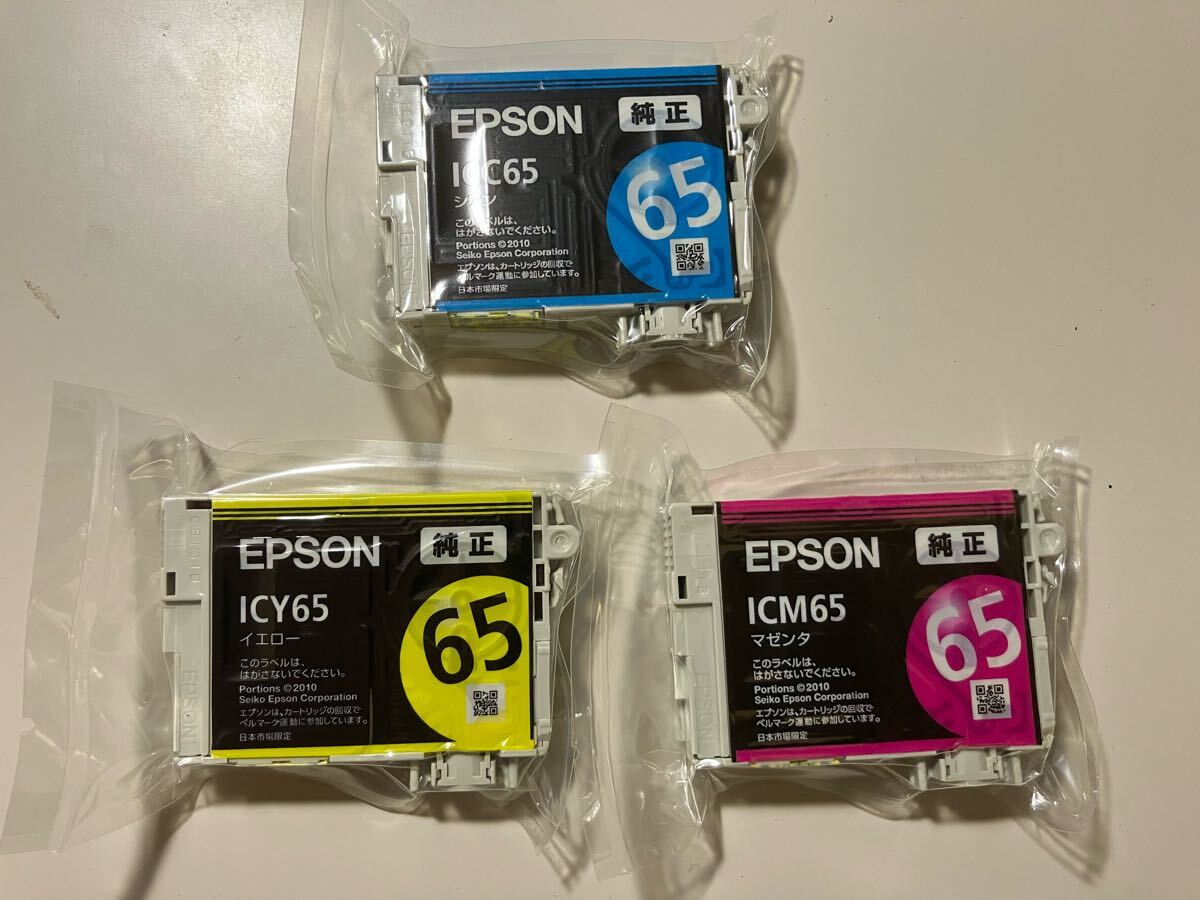 EPSON 純正
ICC65
シアン
65
このラベルは、
はがさないでください。
Portions ©2010
Seiko Epson Corporation
エプソンは、カートリッジの回収で
ベルマーク運動に参加しています。
日本市場限定
EPSON 純正
ICY65
イエロー
65
このラベルは、
はがさないでください。
Portions ©2010
Seiko Epson Corporation
エプソンは、カートリッジの回収で
ベルマーク運動に参加しています。
日本市場限定
EPSON
EPSON 純正
ICM65
マゼンタ
65
このラベルは、
はがさないでください。
Portions ©2010
Seiko Epson Corporation
エプソンは、カートリッジの回収で
ベルマーク運動に参加しています。
日本市場限定
EPSON